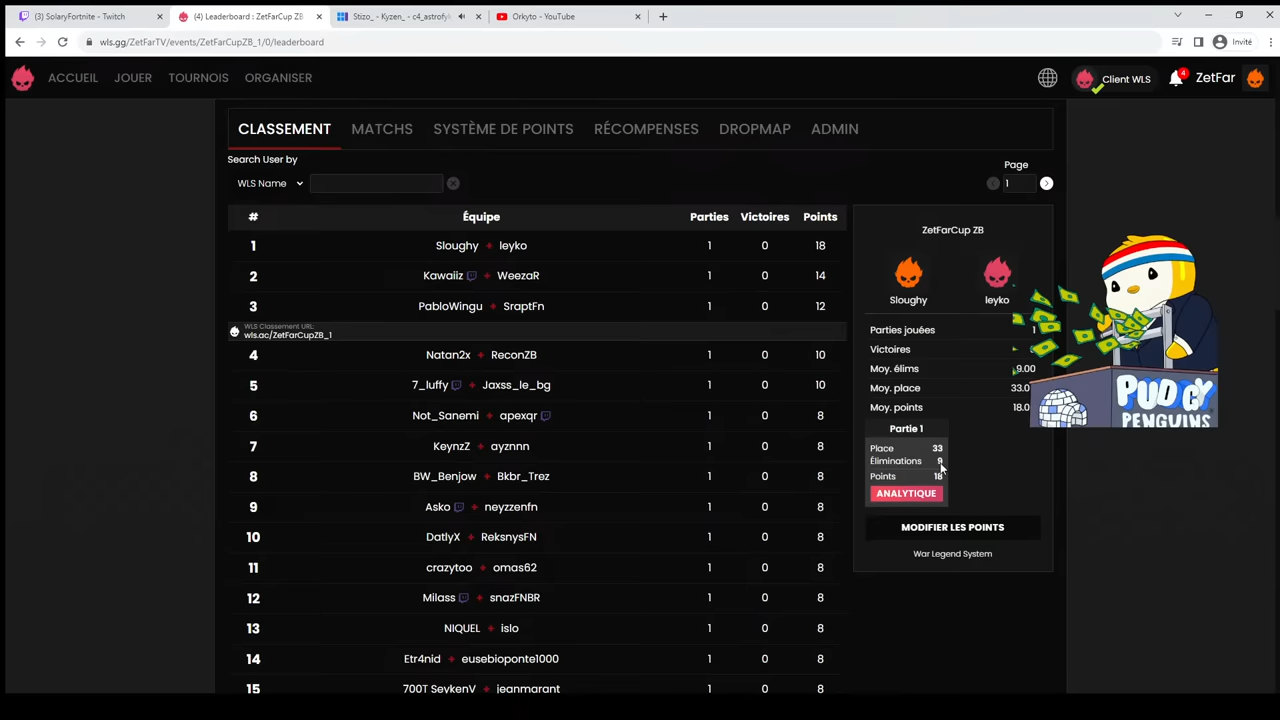 (3) SolaryFortnite - Twitch
(4) Leaderboard : ZetFarCup ZB
Stizo_ - Kyzen_ - c4_astrofy
Orkyto - YouTube
wls.gg/ZetFarTV/events/ZetFarCupZB_1/0/leaderboard
Invité
ACCUEIL JOUER TOURNOIS ORGANISER
Client WLS 4 ZetFar
CLASSEMENT MATCHS SYSTÈME DE POINTS RÉCOMPENSES DROPMAP ADMIN
Search User by
Page
WLS Name
1
# Équipe Parties Victoires Points
1 Sloughy leyko 1 0 18
2 Kawaiiz WeezaR 1 0 14
3 PabloWingu SraptFn 1 0 12
WLS Classement URL:
wls.ac/ZetFarCupZB_1
4 Natan2x ReconZB 1 0 10
5 7_luffy Jaxss_le_bg 1 0 10
6 Not_Sanemi apexqr 1 0 8
7 KeynzZ ayznnn 1 0 8
8 BW_Benjow Bkbr_Trez 1 0 8
9 Asko neyzzenfn 1 0 8
10 DatlyX ReksnysFN 1 0 8
11 crazytoo omas62 1 0 8
12 Milass snazFNBR 1 0 8
13 NIQUEL islo 1 0 8
14 Etr4nid eusebioponte1000 1 0 8
15 700T SeykenV jeanmarant 1 0 8
ZetFarCup ZB
Sloughy leyko
Parties jouées 1
Victoires
Moy. élims 9.00
Moy. place 33.0
Moy. points 18.0
Partie 1
Place 33
Éliminations 9
Points 18
ANALYTIQUE
MODIFIER LES POINTS
War Legend System
PUDGY
PENGUINS